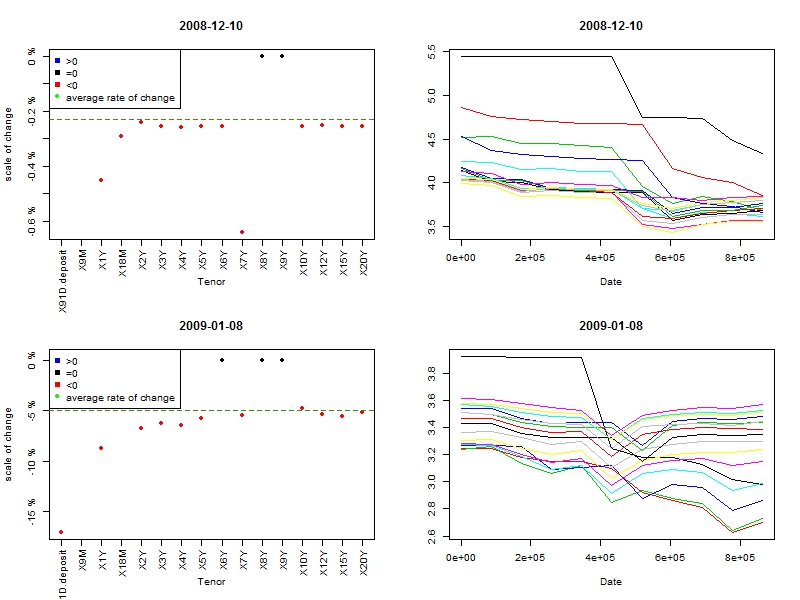 2008-12-10
0 %
-0.2 %
-0.4 %
-0.6 %
scale of change
>0
=0
<0
average rate of change
X91D.deposit
X9M
X1Y
X18M
X2Y
X3Y
X4Y
X5Y
X6Y
X7Y
X8Y
X9Y
X10Y
X12Y
X15Y
X20Y
Tenor
2008-12-10
5.5
5.0
4.5
4.0
3.5
0e+00
2e+05
4e+05
6e+05
8e+05
Date
2009-01-08
0 %
-5 %
-10 %
-15 %
scale of change
>0
=0
<0
average rate of change
1D.deposit
X9M
X1Y
X18M
X2Y
X3Y
X4Y
X5Y
X6Y
X7Y
X8Y
X9Y
X10Y
X12Y
X15Y
X20Y
Tenor
2009-01-08
3.8
3.6
3.4
3.2
3.0
2.8
2.6
0e+00
2e+05
4e+05
6e+05
8e+05
Date